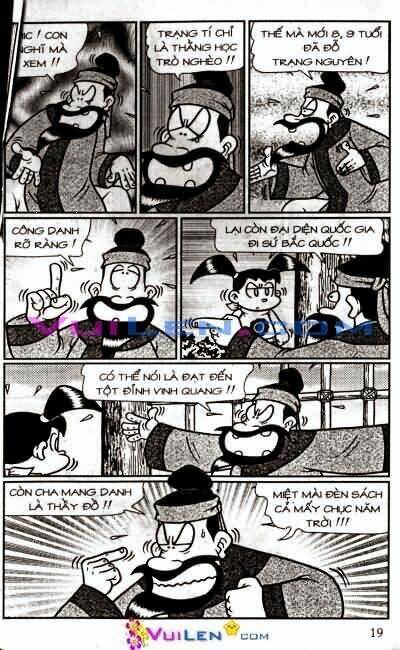 ỰC ! CON
NGHĨ MÀ
XEM !!
TRẠNG TÍ CHỈ
LÀ THẰNG HỌC
TRÒ NGHÈO !!
THẾ MÀ MỚI 8, 9 TUỔI
ĐÃ ĐỖ
TRẠNG NGUYÊN !
CÔNG DANH
RỠ RÀNG !
LẠI CÒN ĐẠI DIỆN QUỐC GIA
ĐI SỨ BẮC QUỐC !!
VUILEN.COM
CÓ THỂ NÓI LÀ ĐẠT ĐẾN
TỘT ĐỈNH VINH QUANG !
CÒN CHA MANG DANH
LÀ THẦY ĐỒ !!
MIỆT MÀI ĐÈN SÁCH
CẢ MẤY CHỤC NĂM
TRỜI !!!
VUILEN.COM
19